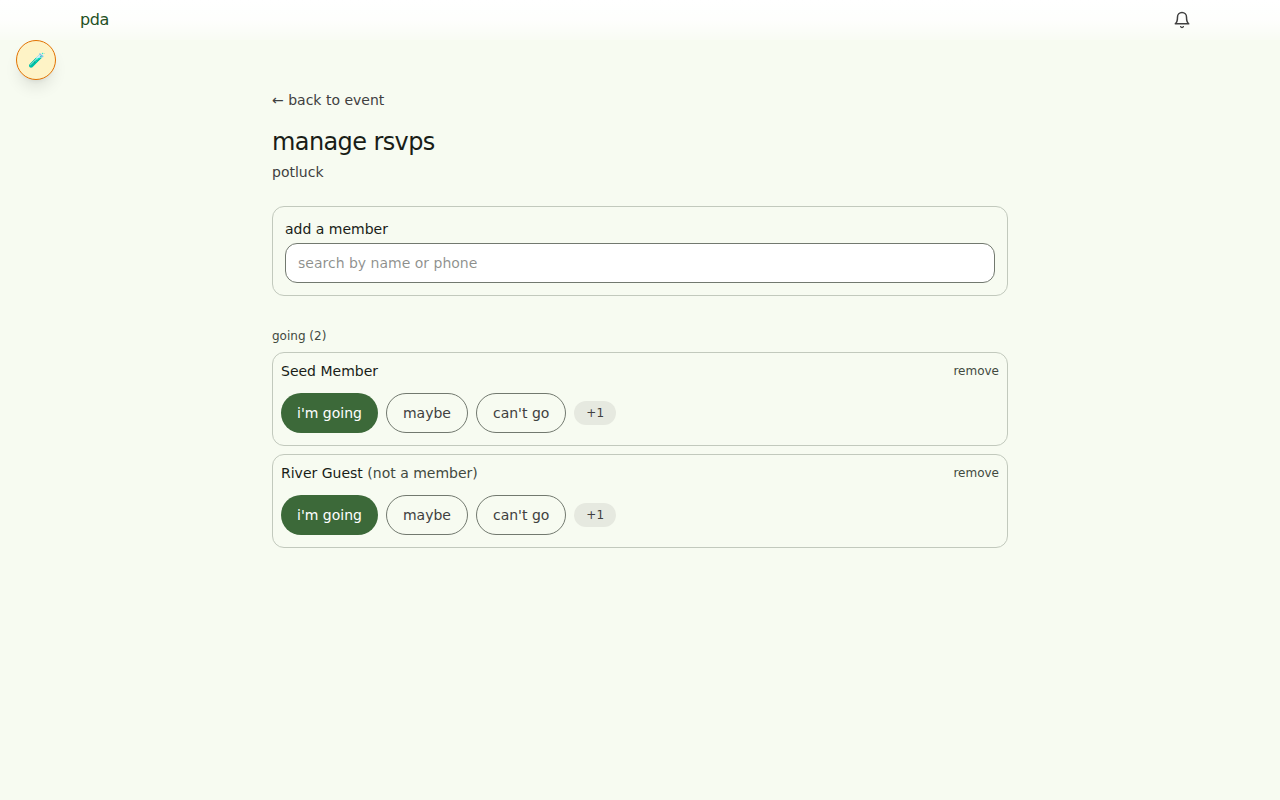 pda
← back to event
manage rsvps
potluck
add a member
search by name or phone
going (2)
Seed Member remove
i'm going maybe can't go +1
River Guest (not a member) remove
i'm going maybe can't go +1